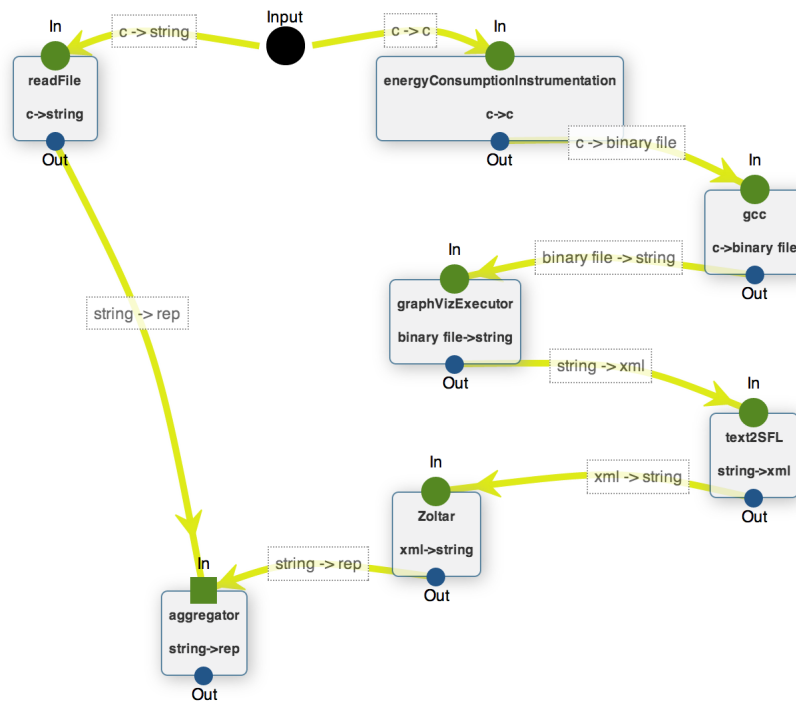 Input
In
c -> string
c -> c
In
readFile
c->string
Out
energyConsumptionInstrumentation
c->c
Out
c -> binary file
In
gcc
c->binary file
Out
binary file -> string
In
graphVizExecutor
binary file->string
Out
string -> rep
string -> xml
In
text2SFL
string->xml
Out
xml -> string
In
Zoltar
xml->string
Out
string -> rep
In
aggregator
string->rep
Out